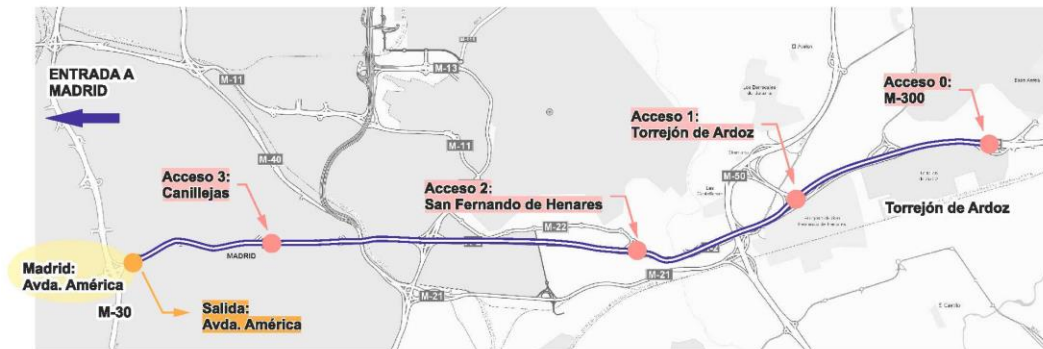 ENTRADA A
MADRID
M-11
M-13
M-11
M-40
Acceso 3:
Canillejas
Acceso 2:
San Fernando de Henares
Acceso 1:
Torrejón de Ardoz
Acceso 0:
M-300
M-50
M-22
M-21
M-21
MADRID
Torrejón de Ardoz
Madrid:
Avda. América
M-30
Salida:
Avda. América